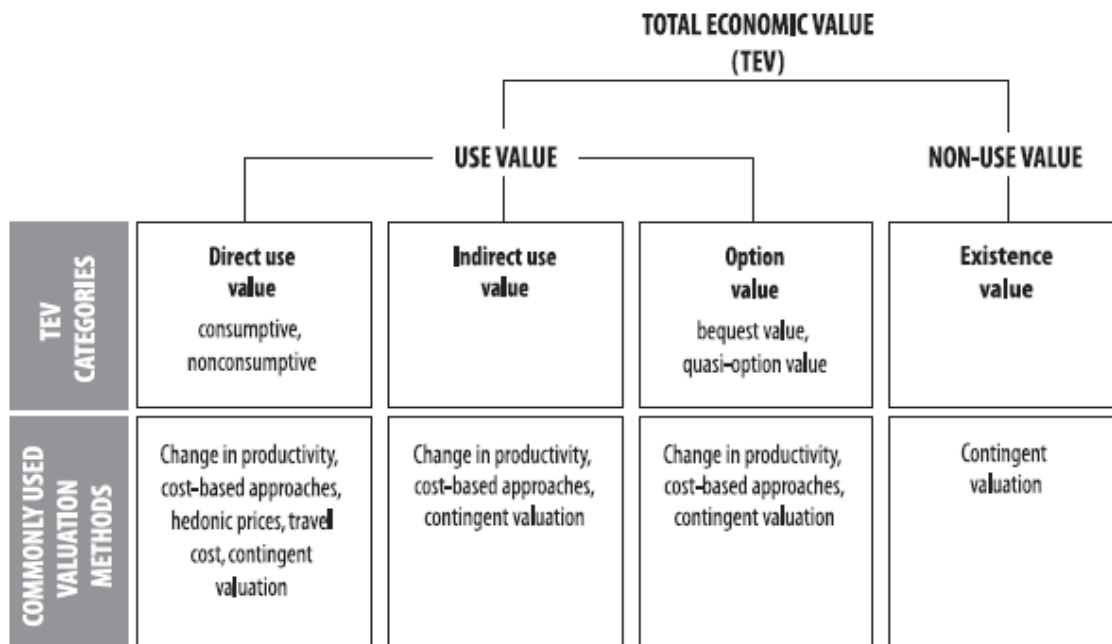 TOTAL ECONOMIC VALUE
(TEV)
USE VALUE
NON-USE VALUE
TEV
CATEGORIES
Direct use
value
consumptive,
nonconsumptive
Indirect use
value
Option
value
bequest value,
quasi-option value
Existence
value
COMMONLY USED
VALUATION
METHODS
Change in productivity,
cost-based approaches,
hedonic prices, travel
cost, contingent
valuation
Change in productivity,
cost-based approaches,
contingent valuation
Change in productivity,
cost-based approaches,
contingent valuation
Contingent
valuation